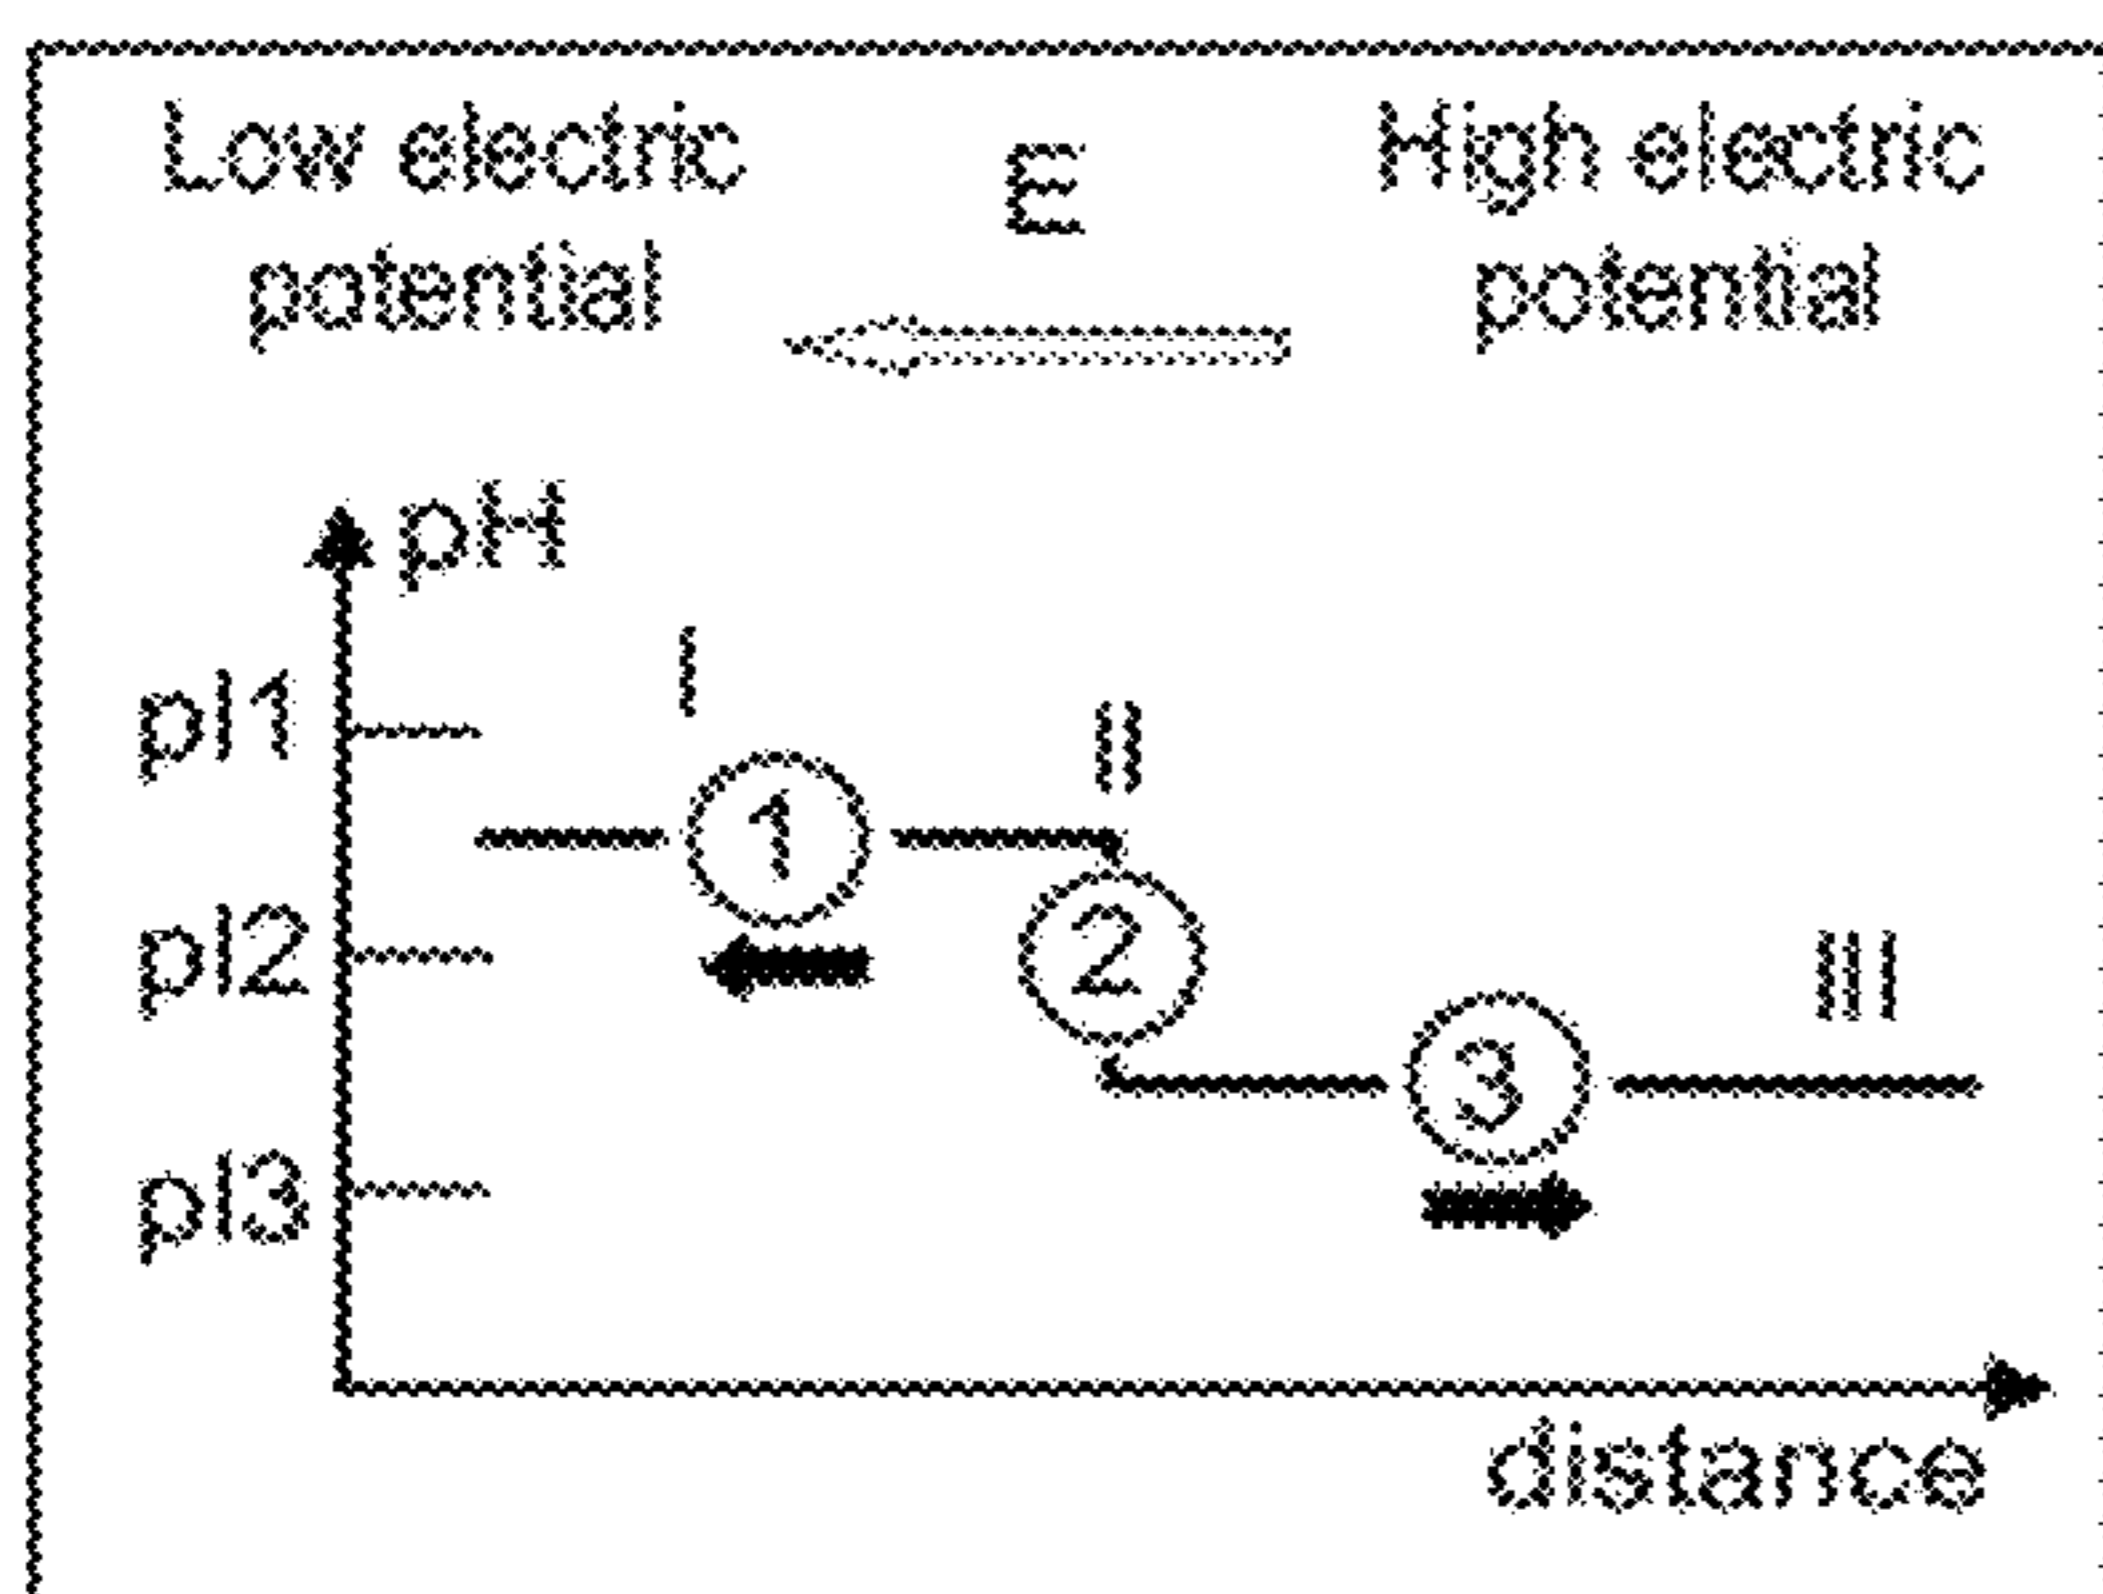 Low electric
potential
E
High electric
potential
pH
pI1
I
II
1
pI2
2
III
3
pI3
distance